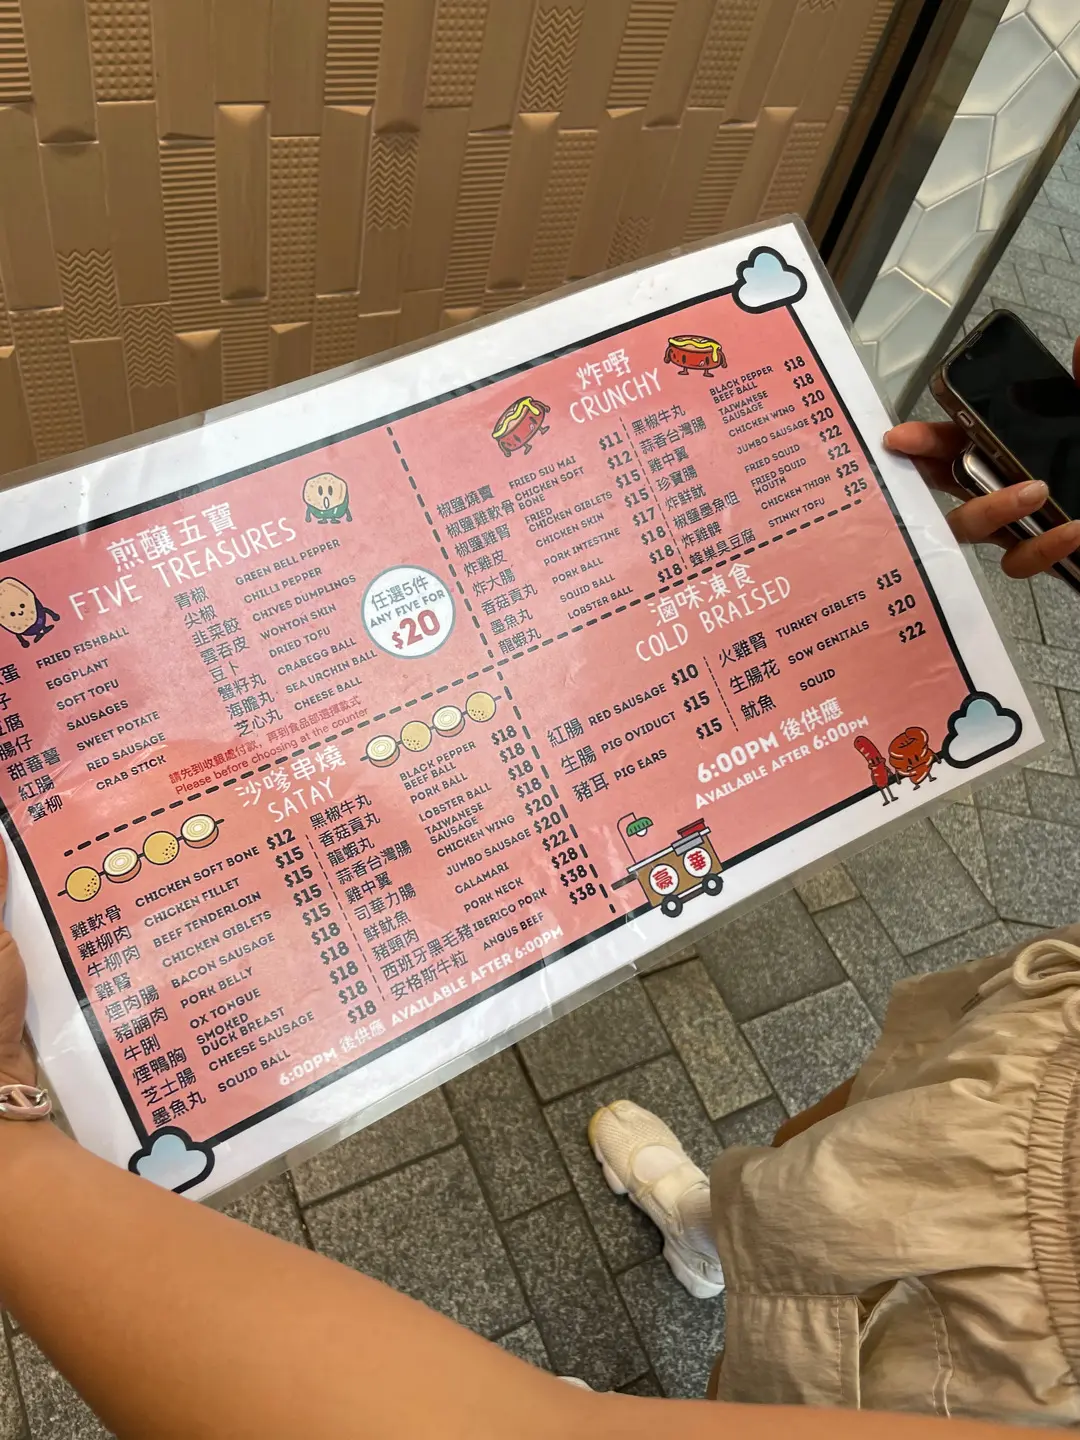 煎釀五寶
FIVE TREASURES
FRIED FISHBALL
EGGPLANT
SOFT TOFU
腸仔 SAUSAGES
甜蕃薯 SWEET POTATE
紅腸 RED SAUSAGE
蟹柳 CRAB STICK
青椒 GREEN BELL PEPPER
尖椒 CHILLI PEPPER
韭菜餃 CHIVES DUMPLINGS
雲吞皮 WONTON SKIN
豆卜 DRIED TOFU
蟹籽丸 CRABEGG BALL
海膽丸 SEA URCHIN BALL
芝心丸 CHEESE BALL
任選5件
ANY FIVE FOR
$20
請先到收銀處付款，再到食品部選擇款式
Please before choosing at the counter
炸嘢
CRUNCHY
椒鹽燒賣 FRIED SIU MAI $11
椒鹽雞軟骨 CHICKEN SOFT BONE $12
椒鹽雞腎 FRIED CHICKEN GIBLETS $15
炸雞皮 CHICKEN SKIN $15
炸大腸 PORK INTESTINE $17
香菇貢丸 PORK BALL $18
墨魚丸 SQUID BALL $18
龍蝦丸 LOBSTER BALL $18
黑椒牛丸 BLACK PEPPER BEEF BALL $18
蒜香台灣腸 TAIWANESE SAUSAGE $18
雞中翼 CHICKEN WING $20
珍寶腸 JUMBO SAUSAGE $20
炸鮮魷 FRIED SQUID $22
椒鹽墨魚咀 FRIED SQUID MOUTH $22
炸雞髀 CHICKEN THIGH $25
蜂巢臭豆腐 STINKY TOFU $25
沙嗲串燒
SATAY
雞軟骨 CHICKEN SOFT BONE $12
雞柳肉 CHICKEN FILLET $15
牛柳肉 BEEF TENDERLOIN $15
雞腎 CHICKEN GIBLETS $15
煙肉腸 BACON SAUSAGE $15
豬腩肉 PORK BELLY $18
牛脷 OX TONGUE $18
煙鴨胸 SMOKED DUCK BREAST $18
芝士腸 CHEESE SAUSAGE $18
墨魚丸 SQUID BALL $18
黑椒牛丸 BLACK PEPPER BEEF BALL $18
香菇貢丸 PORK BALL $18
龍蝦丸 LOBSTER BALL $18
蒜香台灣腸 TAIWANESE SAUSAGE $18
雞中翼 CHICKEN WING $20
司華力腸 JUMBO SAUSAGE $20
鮮魷魚 CALAMARI $22
豬頸肉 PORK NECK $28
西班牙黑毛豬 IBERICO PORK $38
安格斯牛粒 ANGUS BEEF $38
6:00PM 後供應 AVAILABLE AFTER 6:00PM
滷味凍食
COLD BRAISED
紅腸 RED SAUSAGE $10
生腸 PIG OVIDUCT $15
豬耳 PIG EARS $15
火雞腎 TURKEY GIBLETS $15
生腸花 SOW GENITALS $20
魷魚 SQUID $22
6:00PM 後供應
AVAILABLE AFTER 6:00PM